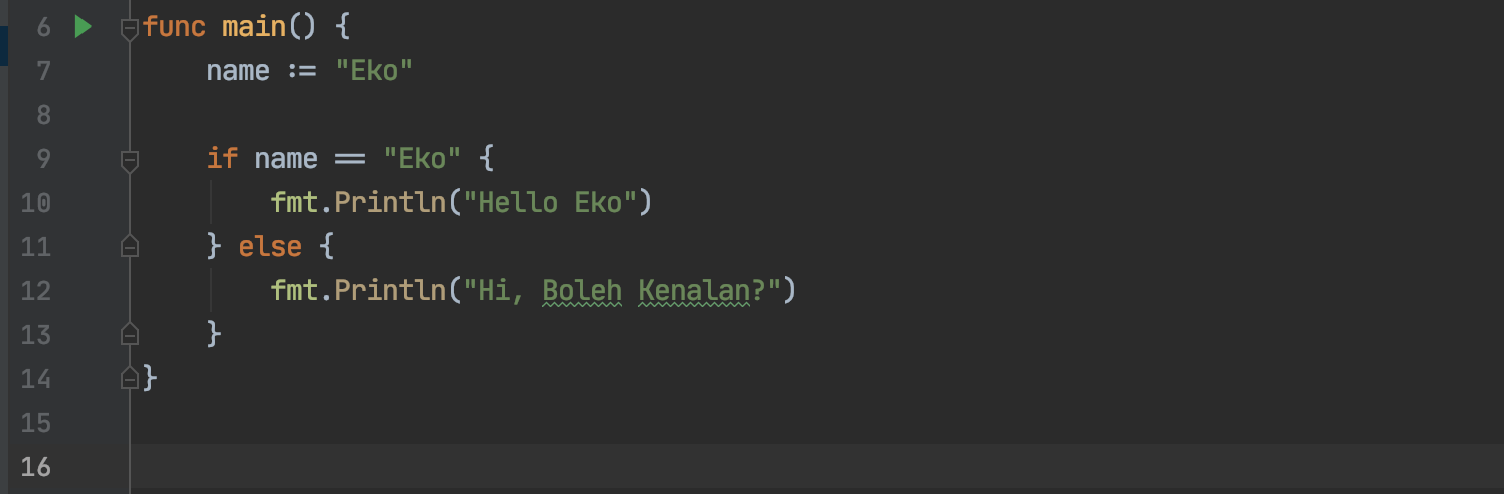 6 func main() {
7 name := "Eko"
8
9 if name == "Eko" {
10 fmt.Println("Hello Eko")
11 } else {
12 fmt.Println("Hi, Boleh Kenalan?")
13 }
14 }
15
16